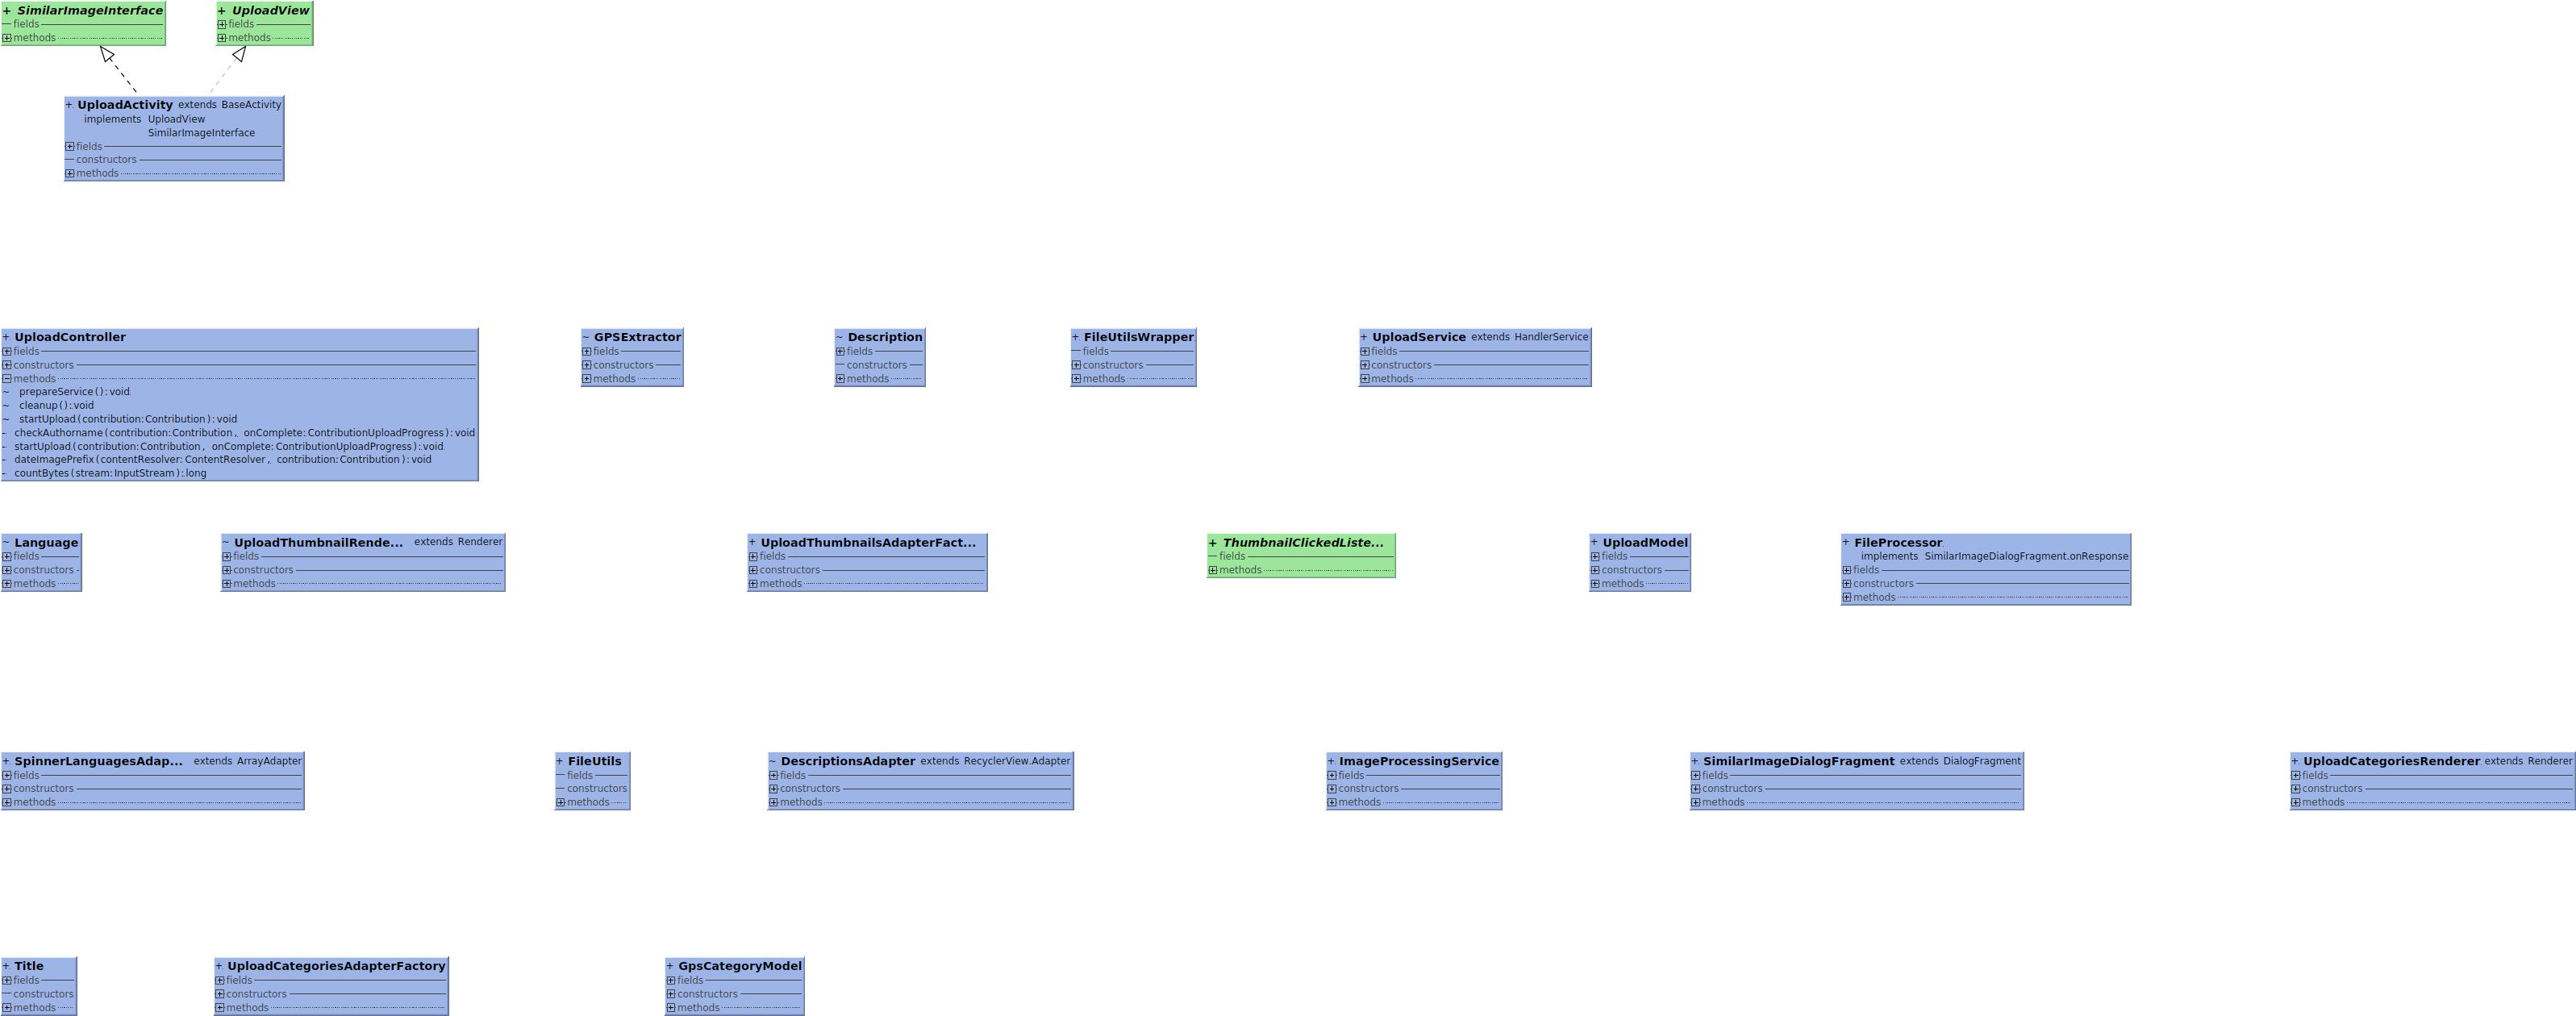 + SimilarImageInterface
fields
methods
+ UploadView
fields
methods
+ UploadActivity extends BaseActivity
implements UploadView
SimilarImageInterface
fields
constructors
methods
+ UploadController
fields
constructors
methods
~ prepareService():void
~ cleanup():void
~ startUpload(contribution:Contribution):void
- checkAuthorname(contribution:Contribution, onComplete:ContributionUploadProgress):void
- startUpload(contribution:Contribution, onComplete:ContributionUploadProgress):void
- dateImagePrefix(contentResolver:ContentResolver, contribution:Contribution):void
- countBytes(stream:InputStream):long
~ GPSExtractor
fields
constructors
methods
~ Description
fields
constructors
methods
+ FileUtilsWrapper
fields
constructors
methods
+ UploadService extends HandlerService
fields
constructors
methods
~ Language
fields
constructors
methods
~ UploadThumbnailRende... extends Renderer
fields
constructors
methods
+ UploadThumbnailsAdapterFact...
fields
constructors
methods
+ ThumbnailClickedListe...
fields
methods
+ UploadModel
fields
constructors
methods
+ FileProcessor
implements SimilarImageDialogFragment.onResponse
fields
constructors
methods
+ SpinnerLanguagesAdap... extends ArrayAdapter
fields
constructors
methods
+ FileUtils
fields
constructors
methods
~ DescriptionsAdapter extends RecyclerView.Adapter
fields
constructors
methods
+ ImageProcessingService
fields
constructors
methods
+ SimilarImageDialogFragment extends DialogFragment
fields
constructors
methods
+ UploadCategoriesRenderer extends Renderer
fields
constructors
methods
+ Title
fields
constructors
methods
+ UploadCategoriesAdapterFactory
fields
constructors
methods
+ GpsCategoryModel
fields
constructors
methods